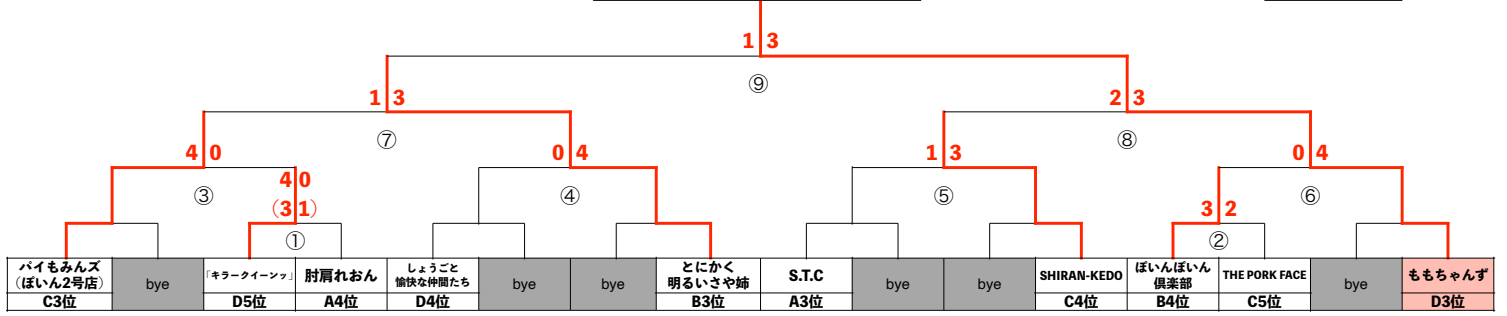 1 3
⑨
1 3
2 3
⑦
⑧
4 0
0 4
1 3
0 4
4 0
③
④
⑤
⑥
(3 1)
3 2
①
②
パイもみんズ
(ぼいん2号店)
bye
「キラークイーンッ」
肘肩れおん
しょうごと
愉快な仲間たち
bye
bye
とにかく
明るいさや姉
S.T.C
bye
bye
SHIRAN-KEDO
ぼいんぼいん
倶楽部
THE PORK FACE
bye
ももちゃんず
C3位
D5位
A4位
D4位
B3位
A3位
C4位
B4位
C5位
D3位